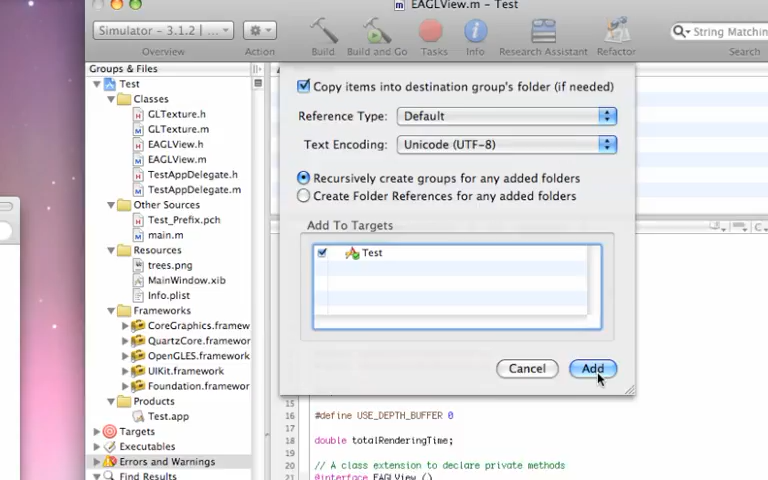 EAGLView.m - Test
Simulator - 3.1.2 | ...
Overview
Action
Build
Build and Go
Tasks
Info
Research Assistant
Refactor
String Matchin
Search
Groups & Files
Test
Classes
GLTexture.h
GLTexture.m
EAGLView.h
EAGLView.m
TestAppDelegate.h
TestAppDelegate.m
Other Sources
Test_Prefix.pch
main.m
Resources
trees.png
MainWindow.xib
Info.plist
Frameworks
CoreGraphics.framew
QuartzCore.framewor
OpenGLES.framewor
UIKit.framework
Foundation.framewor
Products
Test.app
Targets
Executables
Errors and Warnings
Find Results
Copy items into destination group's folder (if needed)
Reference Type: Default
Text Encoding: Unicode (UTF-8)
Recursively create groups for any added folders
Create Folder References for any added folders
Add To Targets
Test
Cancel
Add
15
16 #define USE_DEPTH_BUFFER 0
17
18 double totalRenderingTime;
19
20 // A class extension to declare private methods
21 @interface EAGLView ()